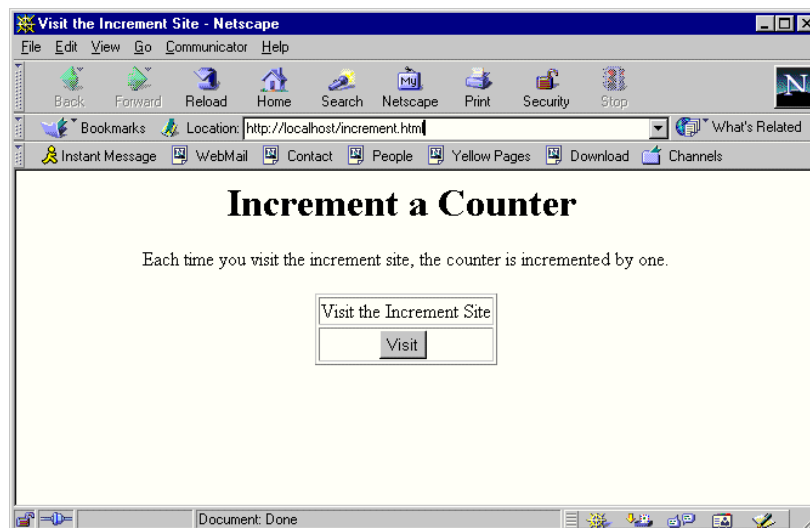 Visit the Increment Site - Netscape
File Edit View Go Communicator Help
Back Forward Reload Home Search Netscape Print Security Stop
My
N
Bookmarks Location: http://localhost/increment.html What's Related
Instant Message WebMail Contact People Yellow Pages Download Channels
Increment a Counter
Each time you visit the increment site, the counter is incremented by one.
Visit the Increment Site
Visit
Document: Done